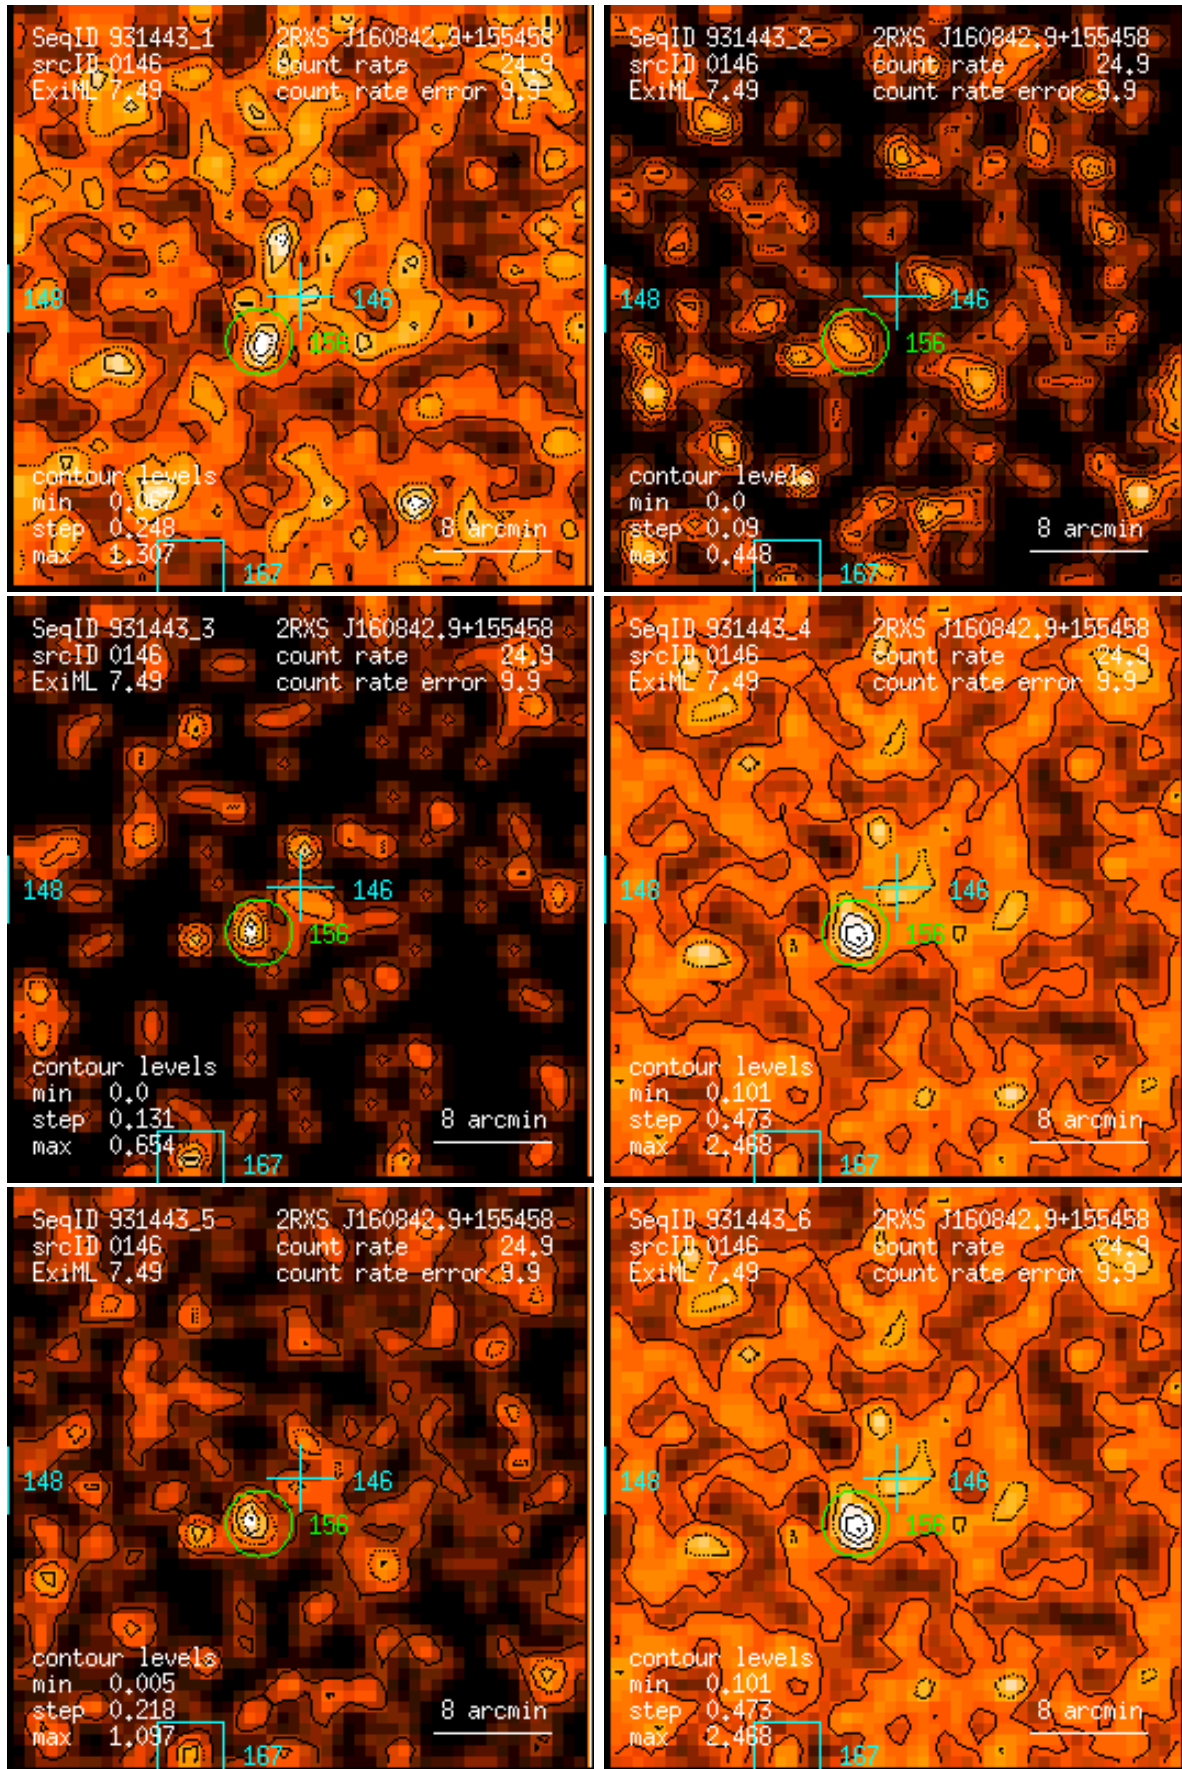 SeqID 931443_1 2RXS J160842.9+155458
srcID 0146 count rate 24.9
ExiML 7.49 count rate error 9.9
148 146
156
contour levels
min 0.067
step 0.248 8 arcmin
max 1.307
167
SeqID 931443_2 2RXS J160842.9+155458
srcID 0146 count rate 24.9
ExiML 7.49 count rate error 9.9
148 146
156
contour levels
min 0.0
step 0.09 8 arcmin
max 0.448
167
SeqID 931443_3 2RXS J160842.9+155458
srcID 0146 count rate 24.9
ExiML 7.49 count rate error 9.9
148 146
156
contour levels
min 0.0
step 0.131 8 arcmin
max 0.654
167
SeqID 931443_4 2RXS J160842.9+155458
srcID 0146 count rate 24.9
ExiML 7.49 count rate error 9.9
148 146
156
contour levels
min 0.101
step 0.473 8 arcmin
max 2.468
167
SeqID 931443_5 2RXS J160842.9+155458
srcID 0146 count rate 24.9
ExiML 7.49 count rate error 9.9
148 146
156
contour levels
min 0.005
step 0.218 8 arcmin
max 1.097
167
SeqID 931443_6 2RXS J160842.9+155458
srcID 0146 count rate 24.9
ExiML 7.49 count rate error 9.9
148 146
156
contour levels
min 0.101
step 0.473 8 arcmin
max 2.468
167